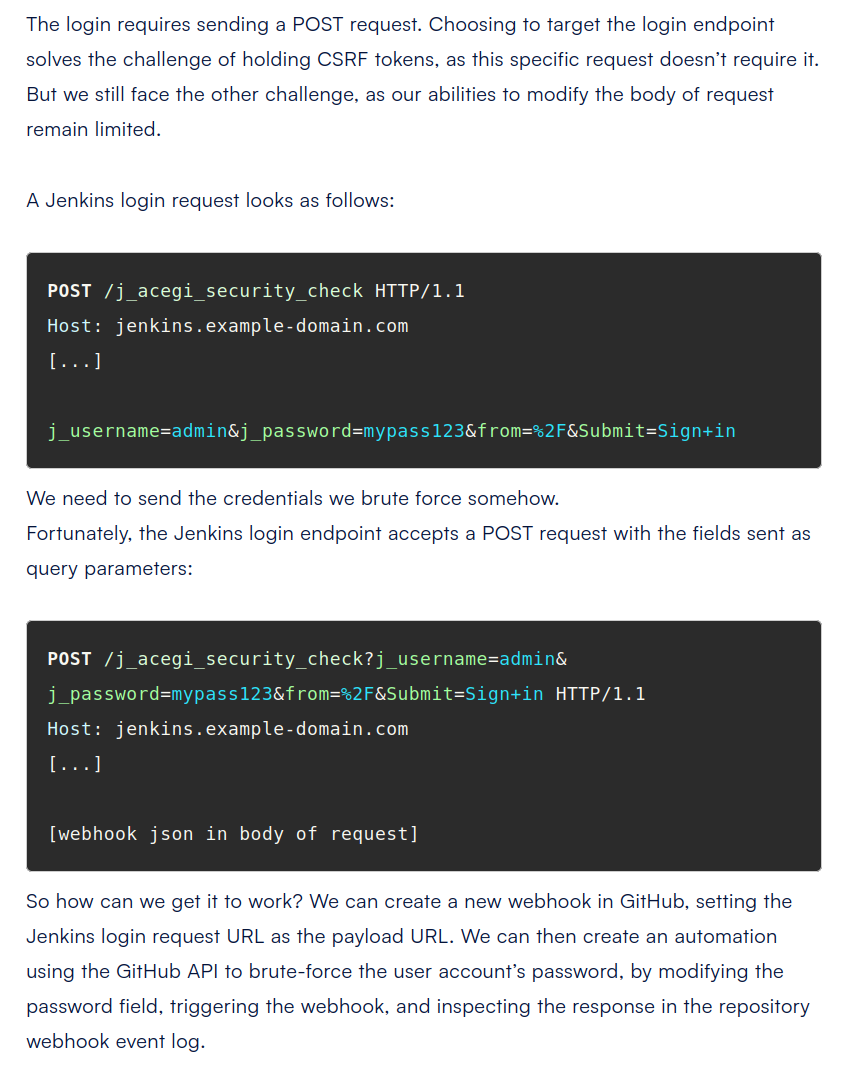 The login requires sending a POST request. Choosing to target the login endpoint
solves the challenge of holding CSRF tokens, as this specific request doesn’t require it.
But we still face the other challenge, as our abilities to modify the body of request
remain limited.
A Jenkins login request looks as follows:
POST /j_acegi_security_check HTTP/1.1
Host: jenkins.example-domain.com
[...]
j_username=admin&j_password=mypass123&from=%2F&Submit=Sign+in
We need to send the credentials we brute force somehow.
Fortunately, the Jenkins login endpoint accepts a POST request with the fields sent as
query parameters:
POST /j_acegi_security_check?j_username=admin&
j_password=mypass123&from=%2F&Submit=Sign+in HTTP/1.1
Host: jenkins.example-domain.com
[...]
[webhook json in body of request]
So how can we get it to work? We can create a new webhook in GitHub, setting the
Jenkins login request URL as the payload URL. We can then create an automation
using the GitHub API to brute-force the user account’s password, by modifying the
password field, triggering the webhook, and inspecting the response in the repository
webhook event log.